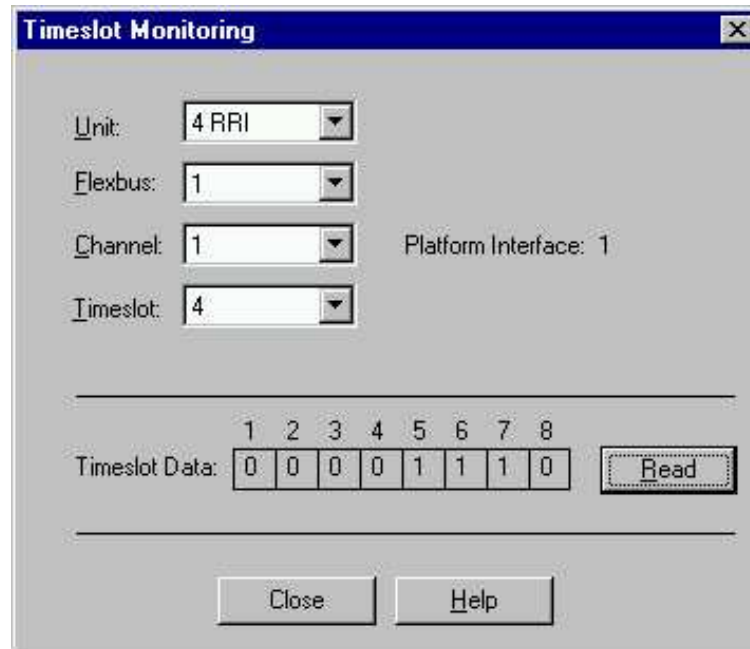 Timeslot Monitoring
Unit: 4 RRI
Flexbus: 1
Channel: 1 Platform Interface: 1
Timeslot: 4
1 2 3 4 5 6 7 8
Timeslot Data: 0 0 0 0 1 1 1 0 Read
Close Help